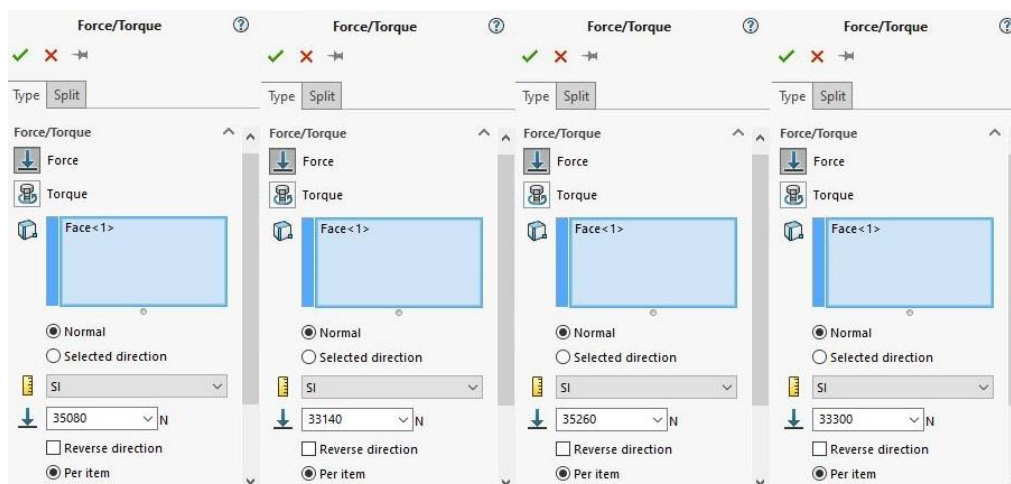 Force/Torque
Type Split
Force/Torque
Force
Torque
Face<1>
Normal
Selected direction
SI
35080 N
Reverse direction
Per item
Force/Torque
Type Split
Force/Torque
Force
Torque
Face<1>
Normal
Selected direction
SI
33140 N
Reverse direction
Per item
Force/Torque
Type Split
Force/Torque
Force
Torque
Face<1>
Normal
Selected direction
SI
35260 N
Reverse direction
Per item
Force/Torque
Type Split
Force/Torque
Force
Torque
Face<1>
Normal
Selected direction
SI
33300 N
Reverse direction
Per item